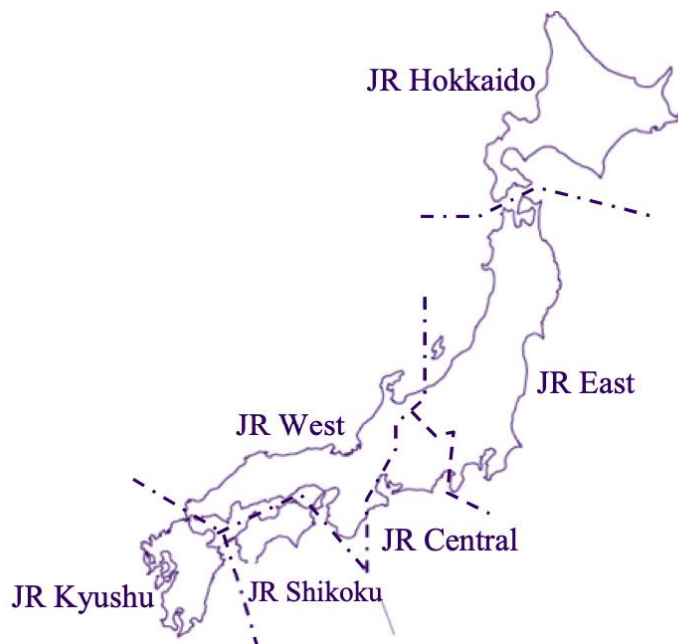 JR Hokkaido
JR East
JR West
JR Central
JR Shikoku
JR Kyushu